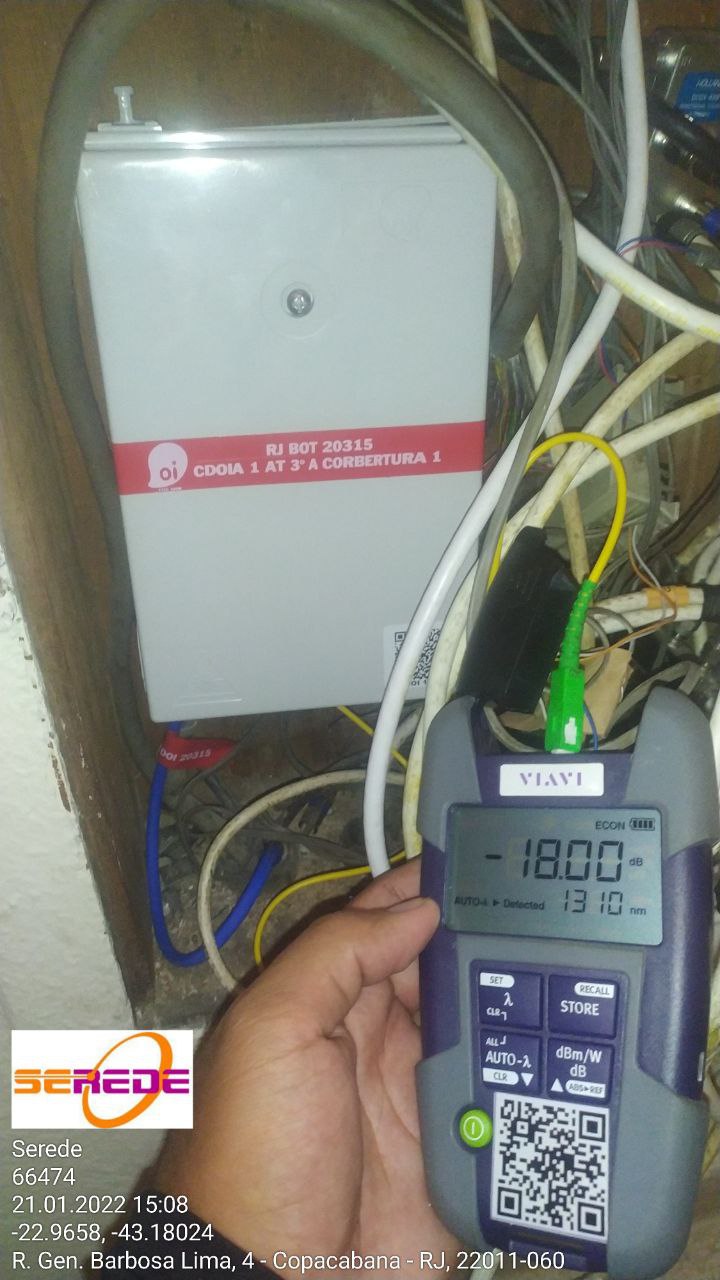 RJ BOT 20315
oi
CDOIA 1 AT 3° A CORBERTURA 1
DOI 20315
VIAVI
ECON
-18.00 dB
AUTO-λ ► Detected 1310 nm
SET
λ
CLR
RECALL
STORE
ALL
AUTO-λ
CLR ▼
dBm/W
dB
▲ ABS►REF
SEREDE
Serede
66474
21.01.2022 15:08
-22.9658, -43.18024
R. Gen. Barbosa Lima, 4 - Copacabana - RJ, 22011-060